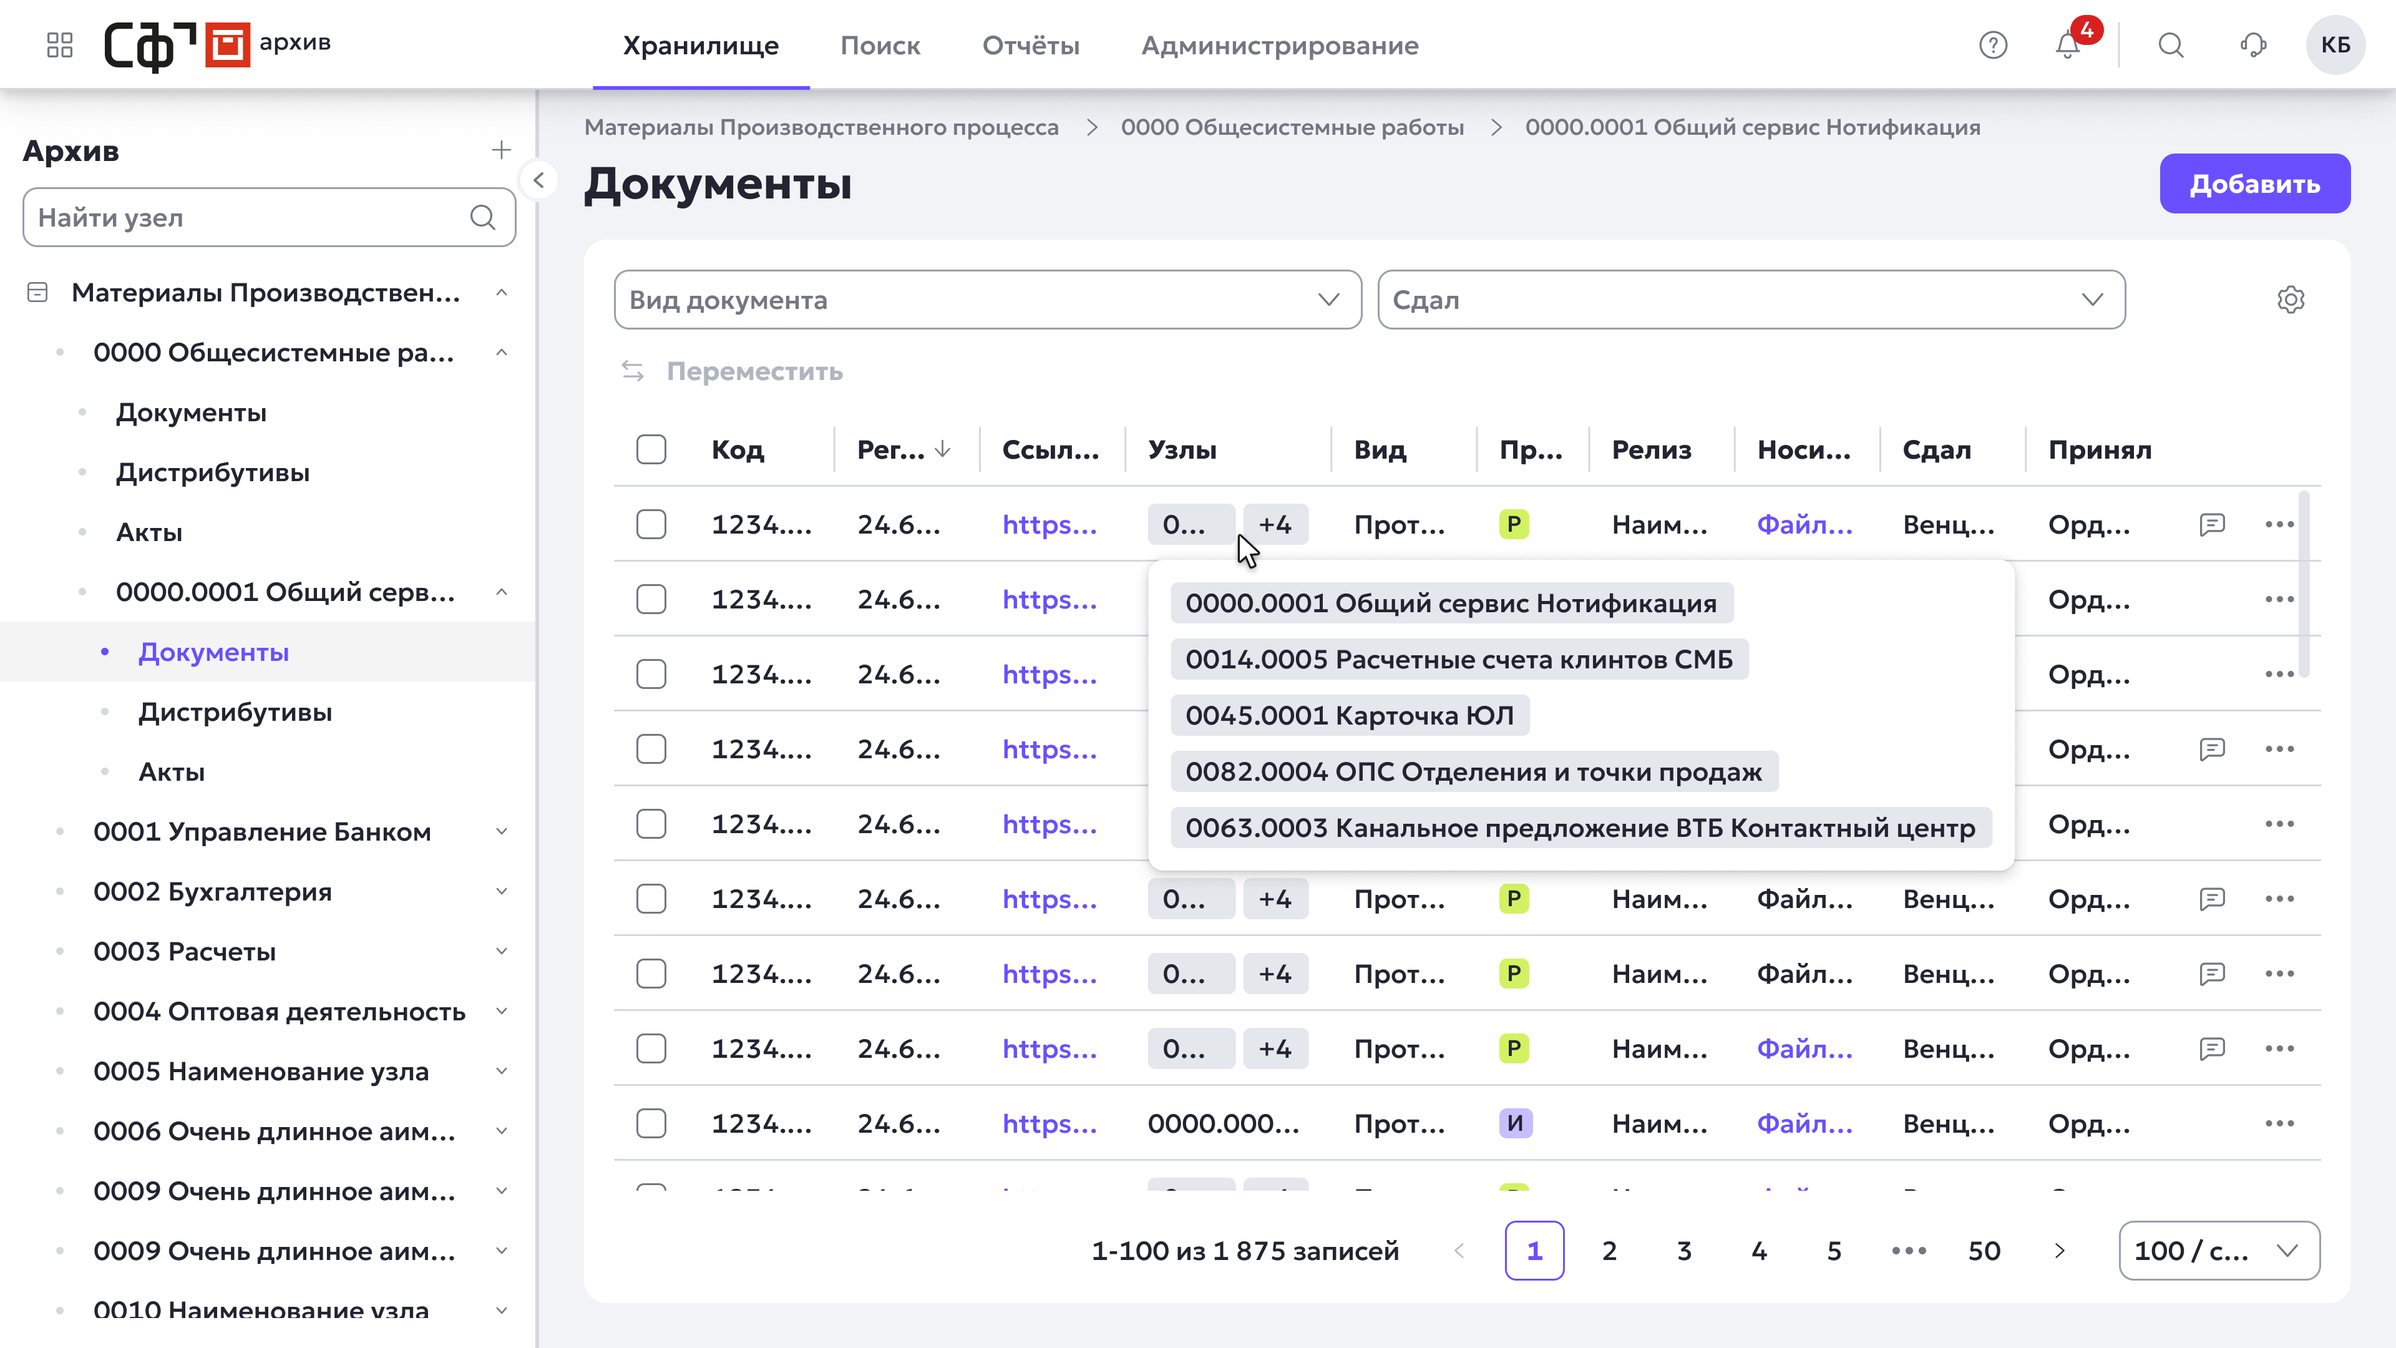 сфт архив
Хранилище
Поиск
Отчёты
Администрирование
4
КБ
Архив
Найти узел
Материалы Производствен...
0000 Общесистемные ра...
Документы
Дистрибутивы
Акты
0000.0001 Общий серв...
Документы
Дистрибутивы
Акты
0001 Управление Банком
0002 Бухгалтерия
0003 Расчеты
0004 Оптовая деятельность
0005 Наименование узла
0006 Очень длинное аим...
0009 Очень длинное аим...
0009 Очень длинное аим...
0010 Наименование узла
Материалы Производственного процесса > 0000 Общесистемные работы > 0000.0001 Общий сервис Нотификация
Документы
Добавить
Вид документа
Сдал
Переместить
Код Рег... Ссыл... Узлы Вид Пр... Релиз Носи... Сдал Принял
1234.... 24.6... https... 0... +4 Прот... Р Наим... Файл... Венц... Орд...
1234.... 24.6... https... Орд...
1234.... 24.6... https... Орд...
1234.... 24.6... https... Орд...
1234.... 24.6... https... Орд...
0000.0001 Общий сервис Нотификация
0014.0005 Расчетные счета клинтов СМБ
0045.0001 Карточка ЮЛ
0082.0004 ОПС Отделения и точки продаж
0063.0003 Канальное предложение ВТБ Контактный центр
1234.... 24.6... https... 0... +4 Прот... Р Наим... Файл... Венц... Орд...
1234.... 24.6... https... 0... +4 Прот... Р Наим... Файл... Венц... Орд...
1234.... 24.6... https... 0... +4 Прот... Р Наим... Файл... Венц... Орд...
1234.... 24.6... https... 0000.000... Прот... И Наим... Файл... Венц... Орд...
1-100 из 1 875 записей
1 2 3 4 5 ••• 50
100 / с...